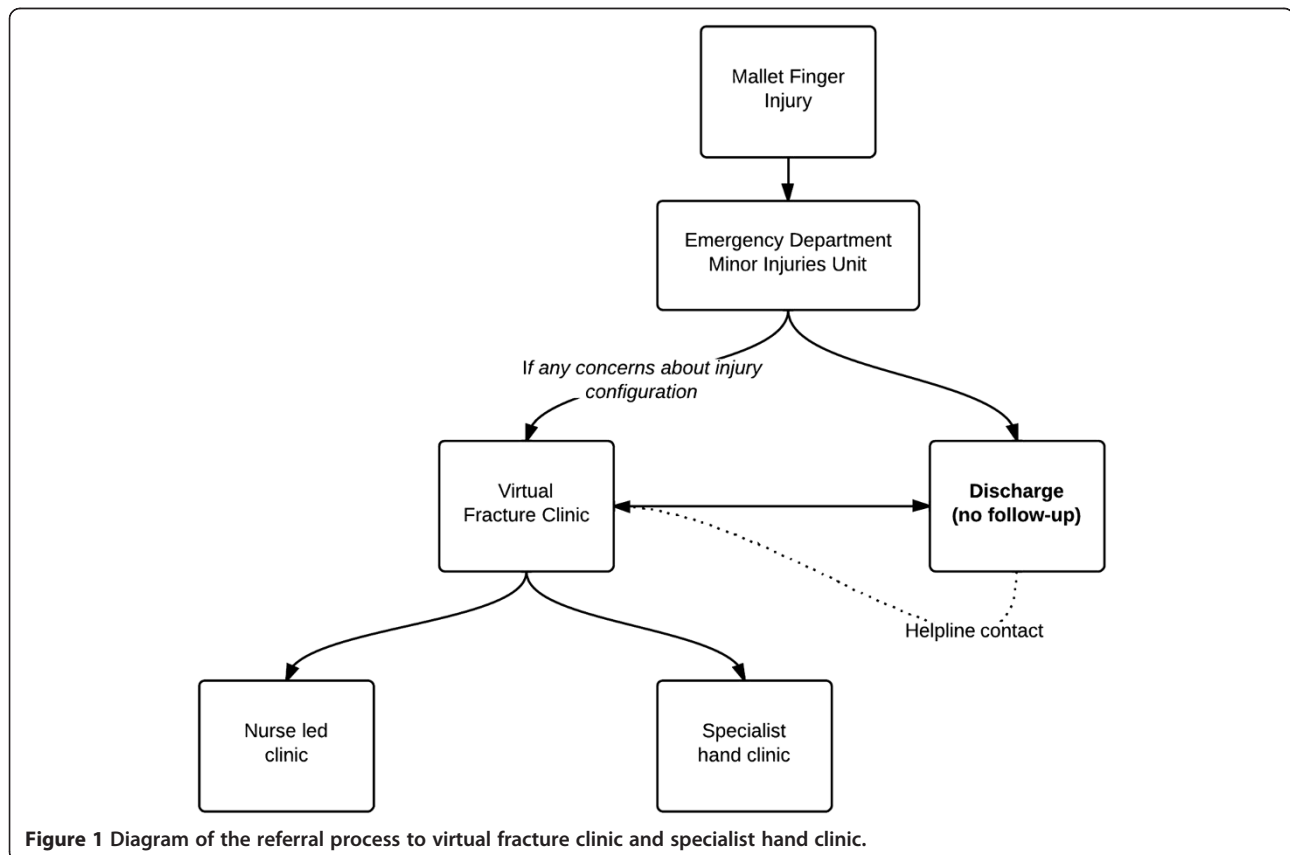 Mallet Finger
Injury
Emergency Department
Minor Injuries Unit
If any concerns about injury
configuration
Virtual
Fracture Clinic
Discharge
(no follow-up)
Helpline contact
Nurse led
clinic
Specialist
hand clinic
Figure 1 Diagram of the referral process to virtual fracture clinic and specialist hand clinic.